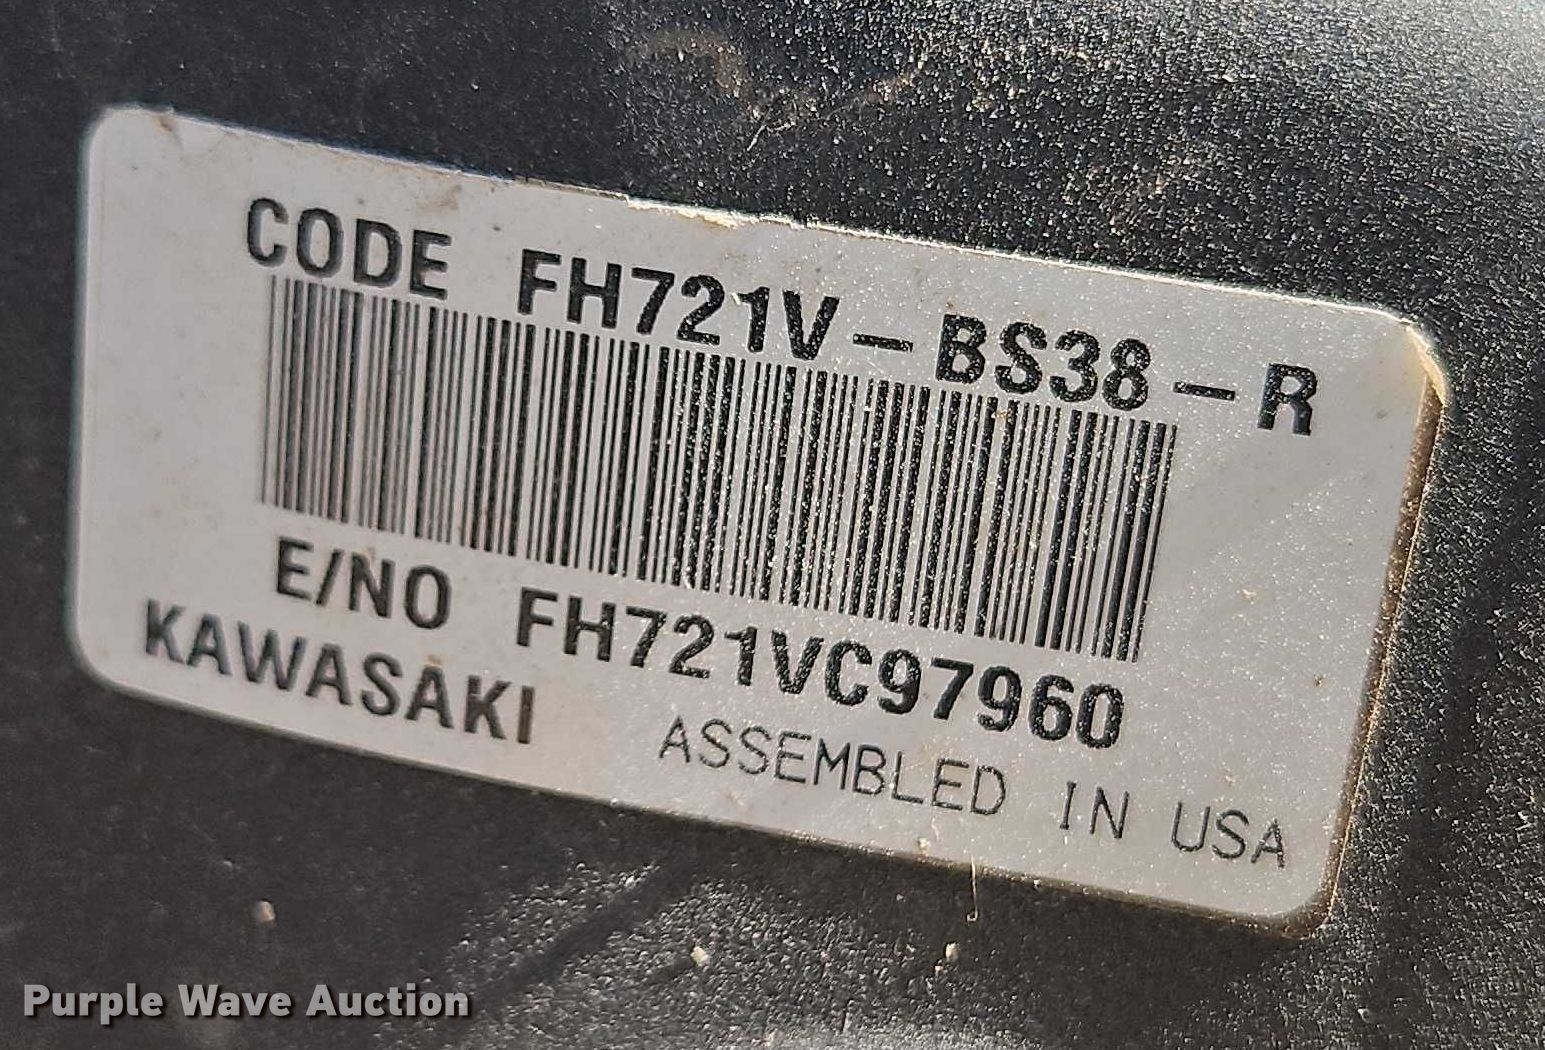 CODE FH721V-BS38-R
E/NO FH721VC97960
KAWASAKI
ASSEMBLED IN USA
Purple Wave Auction